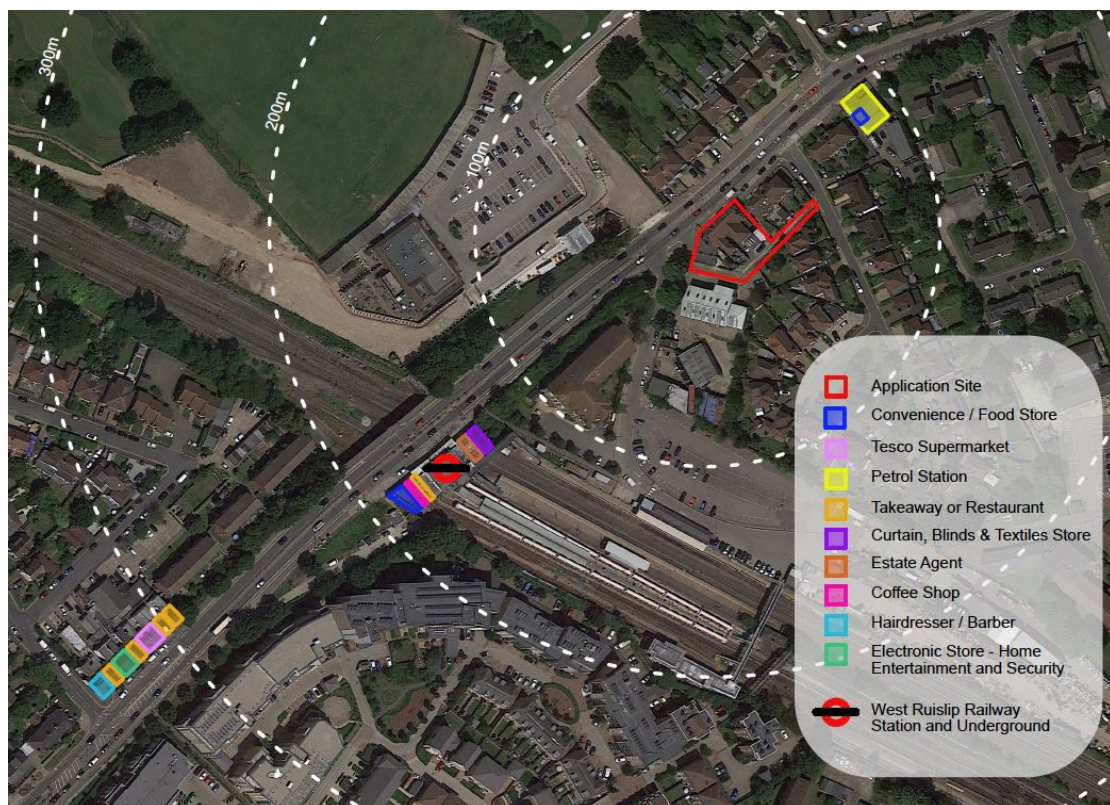 300m
200m
100m
Application Site
Convenience / Food Store
Tesco Supermarket
Petrol Station
Takeaway or Restaurant
Curtain, Blinds & Textiles Store
Estate Agent
Coffee Shop
Hairdresser / Barber
Electronic Store - Home
Entertainment and Security
West Ruislip Railway
Station and Underground